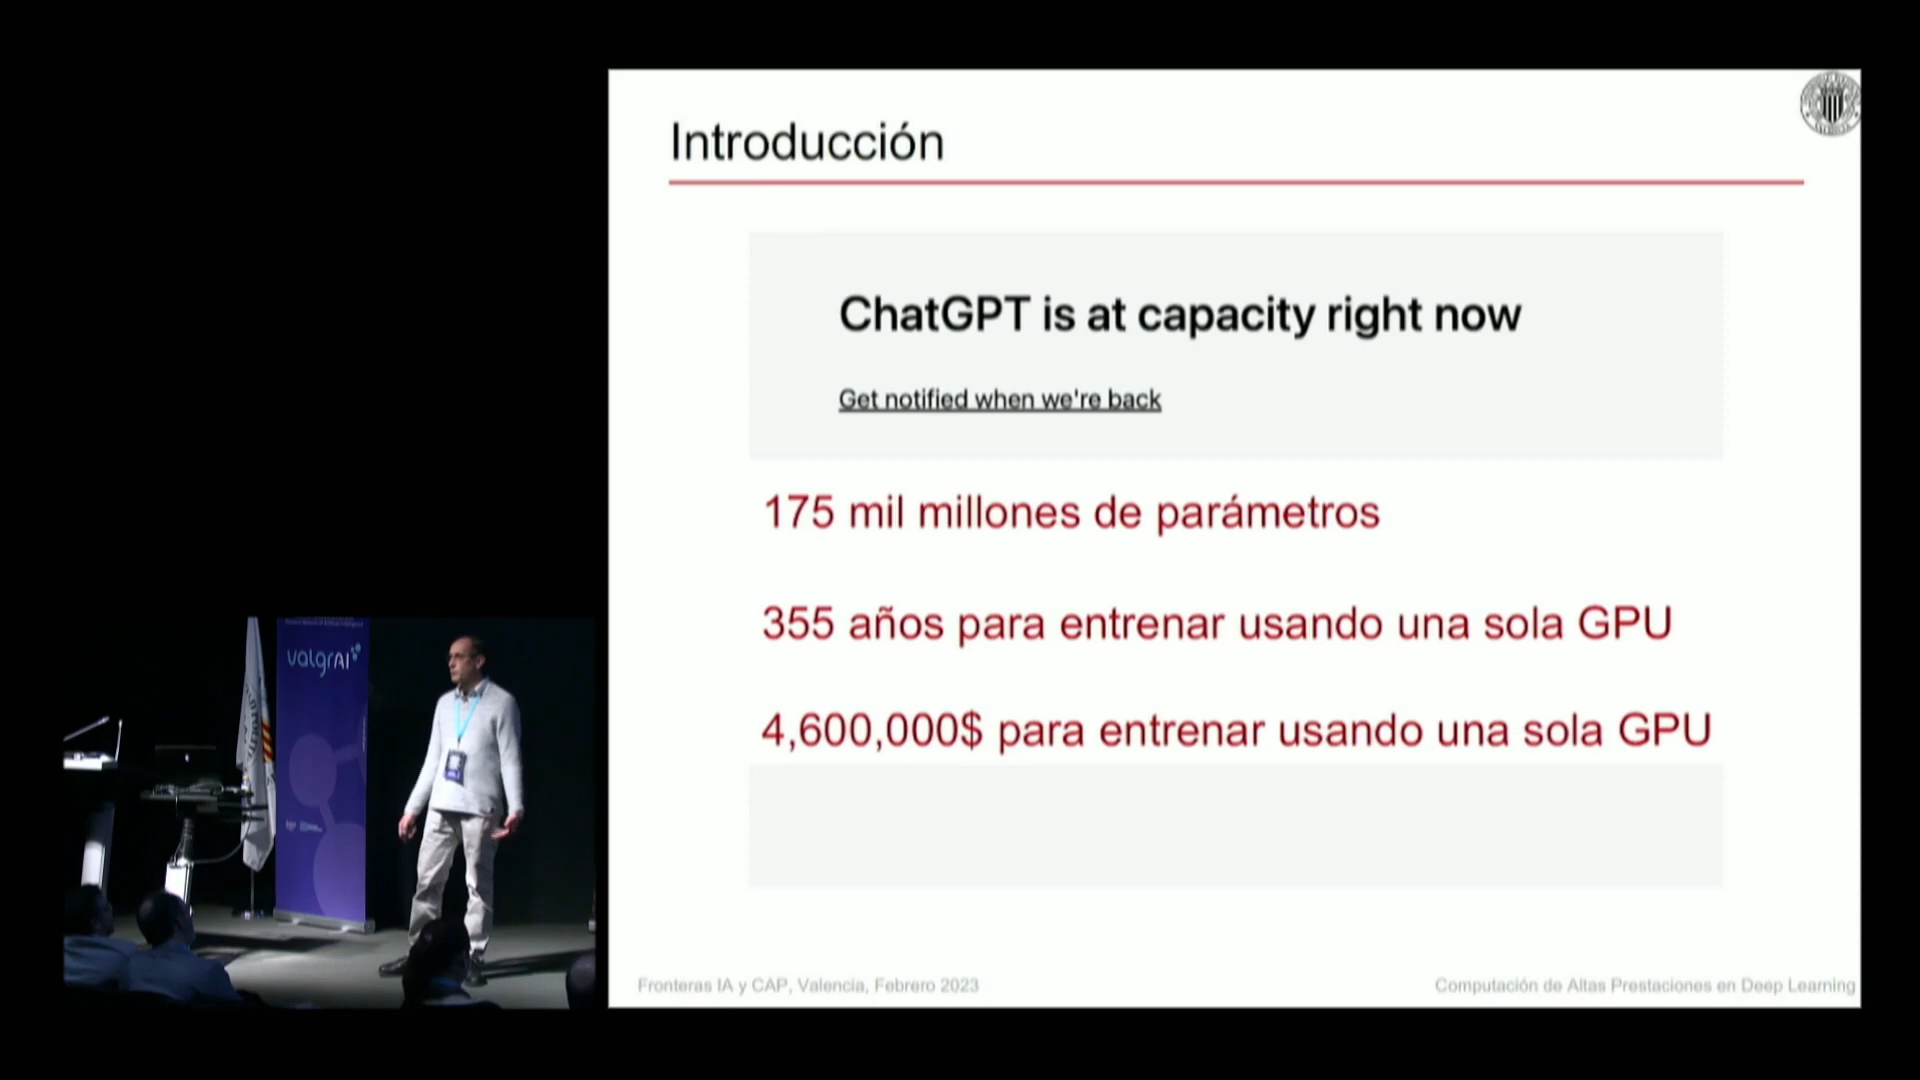 Introducción
ChatGPT is at capacity right now
Get notified when we're back
175 mil millones de parámetros
355 años para entrenar usando una sola GPU
4,600,000$ para entrenar usando una sola GPU
Fronteras IA y CAP, Valencia, Febrero 2023
Computación de Altas Prestaciones en Deep Learning
valgrAI